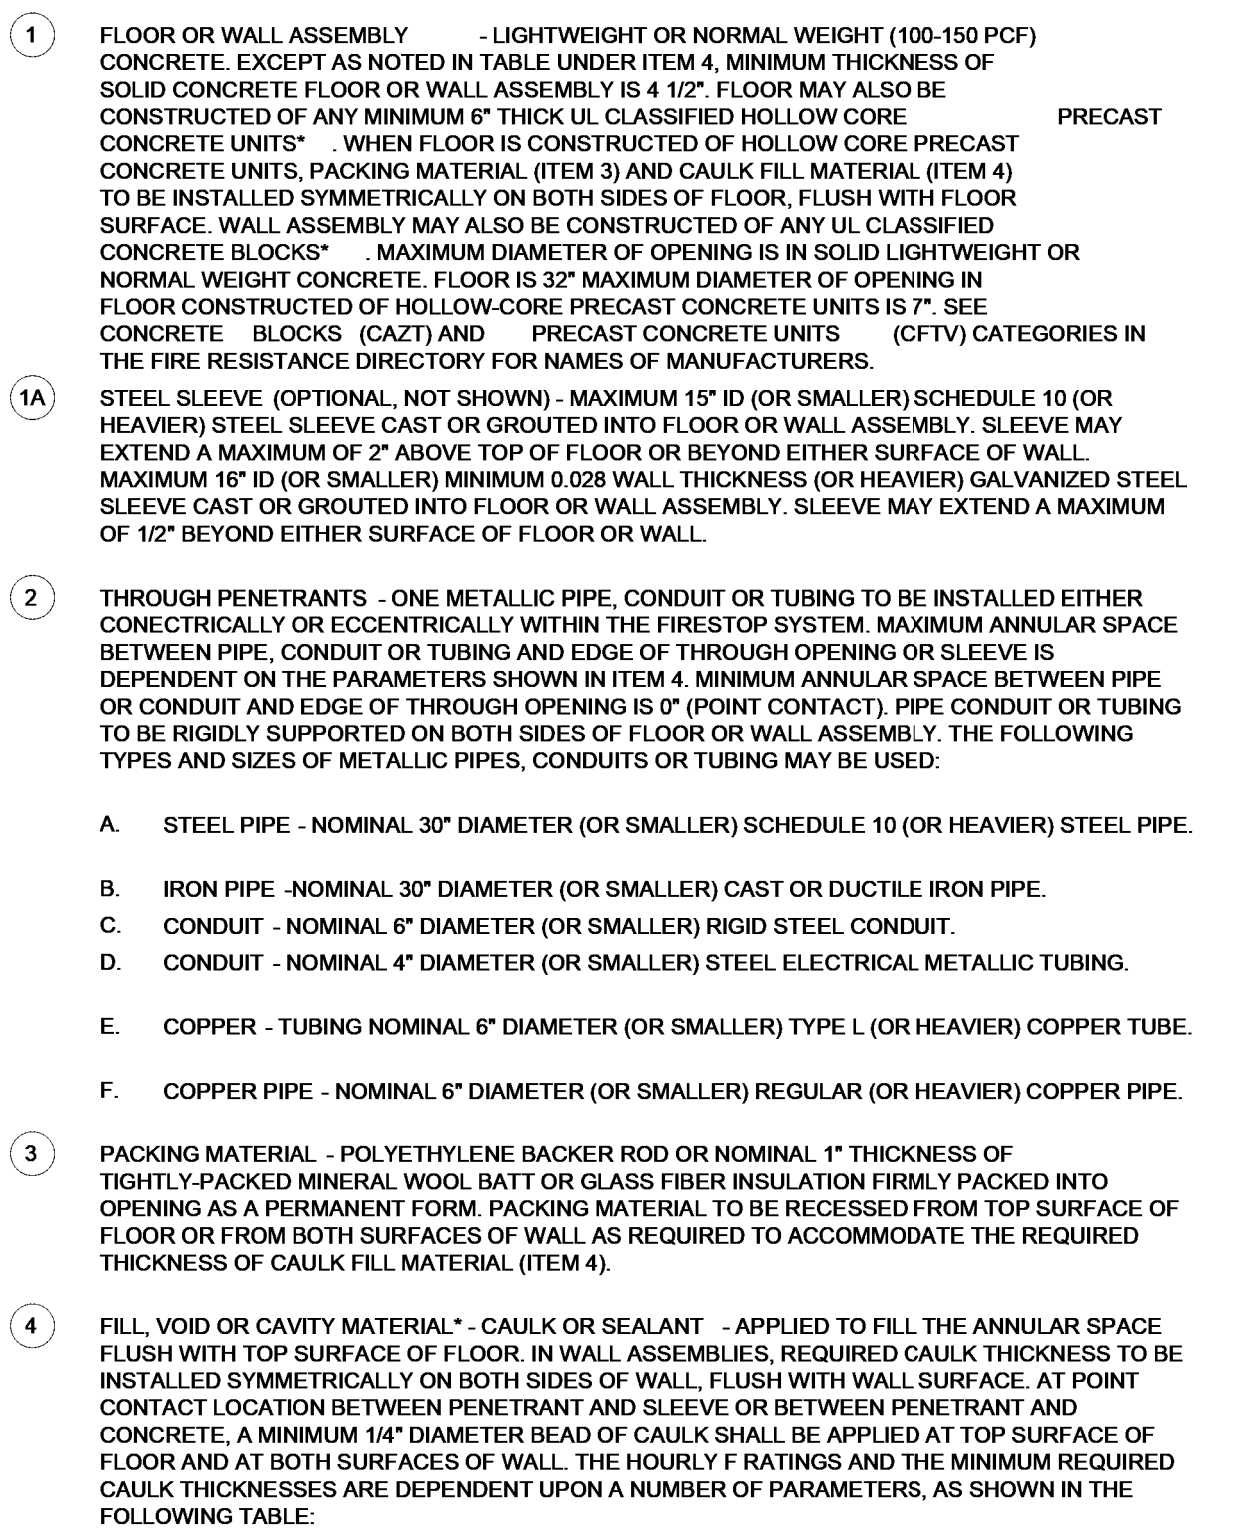 1 FLOOR OR WALL ASSEMBLY - LIGHTWEIGHT OR NORMAL WEIGHT (100-150 PCF)
CONCRETE. EXCEPT AS NOTED IN TABLE UNDER ITEM 4, MINIMUM THICKNESS OF
SOLID CONCRETE FLOOR OR WALL ASSEMBLY IS 4 1/2". FLOOR MAY ALSO BE
CONSTRUCTED OF ANY MINIMUM 6" THICK UL CLASSIFIED HOLLOW CORE PRECAST
CONCRETE UNITS* . WHEN FLOOR IS CONSTRUCTED OF HOLLOW CORE PRECAST
CONCRETE UNITS, PACKING MATERIAL (ITEM 3) AND CAULK FILL MATERIAL (ITEM 4)
TO BE INSTALLED SYMMETRICALLY ON BOTH SIDES OF FLOOR, FLUSH WITH FLOOR
SURFACE. WALL ASSEMBLY MAY ALSO BE CONSTRUCTED OF ANY UL CLASSIFIED
CONCRETE BLOCKS* . MAXIMUM DIAMETER OF OPENING IS IN SOLID LIGHTWEIGHT OR
NORMAL WEIGHT CONCRETE. FLOOR IS 32" MAXIMUM DIAMETER OF OPENING IN
FLOOR CONSTRUCTED OF HOLLOW-CORE PRECAST CONCRETE UNITS IS 7". SEE
CONCRETE BLOCKS (CAZT) AND PRECAST CONCRETE UNITS (CFTV) CATEGORIES IN
THE FIRE RESISTANCE DIRECTORY FOR NAMES OF MANUFACTURERS.
1A STEEL SLEEVE (OPTIONAL, NOT SHOWN) - MAXIMUM 15" ID (OR SMALLER) SCHEDULE 10 (OR
HEAVIER) STEEL SLEEVE CAST OR GROUTED INTO FLOOR OR WALL ASSEMBLY. SLEEVE MAY
EXTEND A MAXIMUM OF 2" ABOVE TOP OF FLOOR OR BEYOND EITHER SURFACE OF WALL.
MAXIMUM 16" ID (OR SMALLER) MINIMUM 0.028 WALL THICKNESS (OR HEAVIER) GALVANIZED STEEL
SLEEVE CAST OR GROUTED INTO FLOOR OR WALL ASSEMBLY. SLEEVE MAY EXTEND A MAXIMUM
OF 1/2" BEYOND EITHER SURFACE OF FLOOR OR WALL.
2 THROUGH PENETRANTS - ONE METALLIC PIPE, CONDUIT OR TUBING TO BE INSTALLED EITHER
CONECTRICALLY OR ECCENTRICALLY WITHIN THE FIRESTOP SYSTEM. MAXIMUM ANNULAR SPACE
BETWEEN PIPE, CONDUIT OR TUBING AND EDGE OF THROUGH OPENING OR SLEEVE IS
DEPENDENT ON THE PARAMETERS SHOWN IN ITEM 4. MINIMUM ANNULAR SPACE BETWEEN PIPE
OR CONDUIT AND EDGE OF THROUGH OPENING IS 0" (POINT CONTACT). PIPE CONDUIT OR TUBING
TO BE RIGIDLY SUPPORTED ON BOTH SIDES OF FLOOR OR WALL ASSEMBLY. THE FOLLOWING
TYPES AND SIZES OF METALLIC PIPES, CONDUITS OR TUBING MAY BE USED:
A. STEEL PIPE - NOMINAL 30" DIAMETER (OR SMALLER) SCHEDULE 10 (OR HEAVIER) STEEL PIPE.
B. IRON PIPE -NOMINAL 30" DIAMETER (OR SMALLER) CAST OR DUCTILE IRON PIPE.
C. CONDUIT - NOMINAL 6" DIAMETER (OR SMALLER) RIGID STEEL CONDUIT.
D. CONDUIT - NOMINAL 4" DIAMETER (OR SMALLER) STEEL ELECTRICAL METALLIC TUBING.
E. COPPER - TUBING NOMINAL 6" DIAMETER (OR SMALLER) TYPE L (OR HEAVIER) COPPER TUBE.
F. COPPER PIPE - NOMINAL 6" DIAMETER (OR SMALLER) REGULAR (OR HEAVIER) COPPER PIPE.
3 PACKING MATERIAL - POLYETHYLENE BACKER ROD OR NOMINAL 1" THICKNESS OF
TIGHTLY-PACKED MINERAL WOOL BATT OR GLASS FIBER INSULATION FIRMLY PACKED INTO
OPENING AS A PERMANENT FORM. PACKING MATERIAL TO BE RECESSED FROM TOP SURFACE OF
FLOOR OR FROM BOTH SURFACES OF WALL AS REQUIRED TO ACCOMMODATE THE REQUIRED
THICKNESS OF CAULK FILL MATERIAL (ITEM 4).
4 FILL, VOID OR CAVITY MATERIAL* - CAULK OR SEALANT - APPLIED TO FILL THE ANNULAR SPACE
FLUSH WITH TOP SURFACE OF FLOOR. IN WALL ASSEMBLIES, REQUIRED CAULK THICKNESS TO BE
INSTALLED SYMMETRICALLY ON BOTH SIDES OF WALL, FLUSH WITH WALL SURFACE. AT POINT
CONTACT LOCATION BETWEEN PENETRANT AND SLEEVE OR BETWEEN PENETRANT AND
CONCRETE, A MINIMUM 1/4" DIAMETER BEAD OF CAULK SHALL BE APPLIED AT TOP SURFACE OF
FLOOR AND AT BOTH SURFACES OF WALL. THE HOURLY F RATINGS AND THE MINIMUM REQUIRED
CAULK THICKNESSES ARE DEPENDENT UPON A NUMBER OF PARAMETERS, AS SHOWN IN THE
FOLLOWING TABLE: